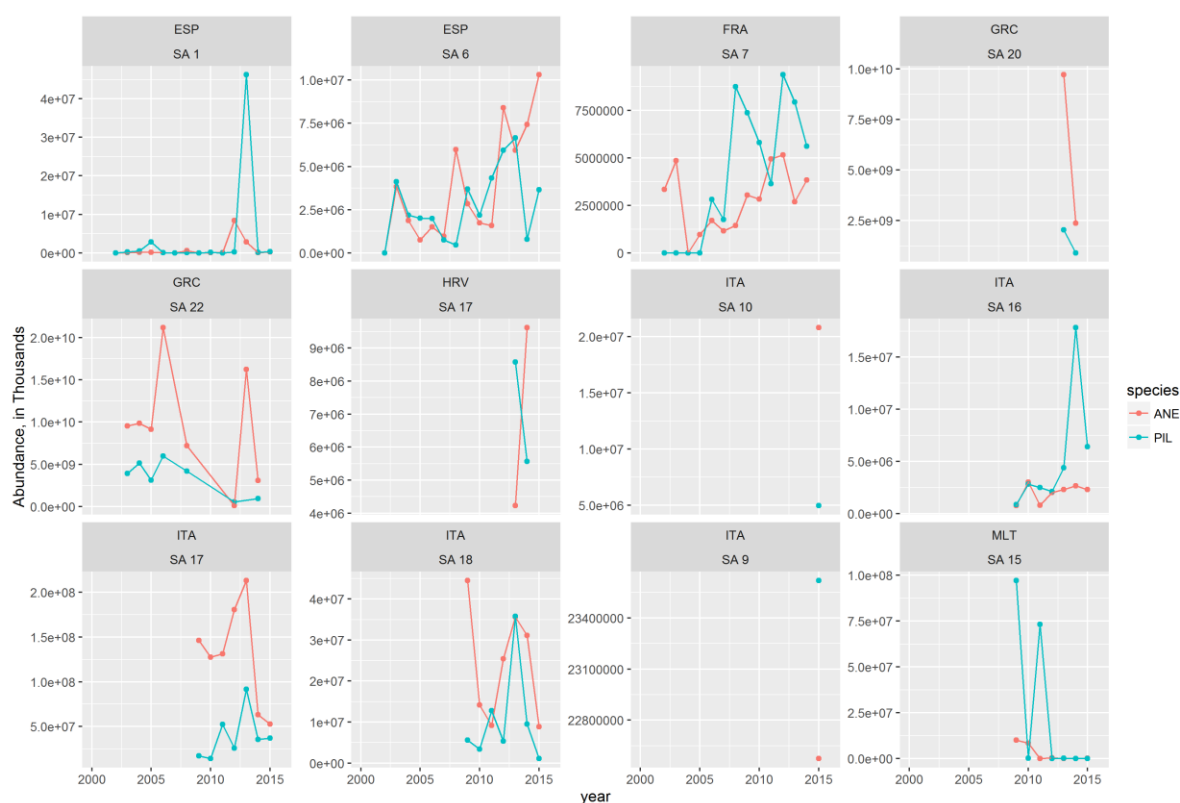 ESP
SA 1
ESP
SA 6
FRA
SA 7
GRC
SA 20
4e+07
3e+07
2e+07
1e+07
0e+00
1.0e+07
7.5e+06
5.0e+06
2.5e+06
0.0e+00
7500000
5000000
2500000
0
1.0e+10
7.5e+09
5.0e+09
2.5e+09
GRC
SA 22
HRV
SA 17
ITA
SA 10
ITA
SA 16
2.0e+10
1.5e+10
1.0e+10
5.0e+09
0.0e+00
9e+06
8e+06
7e+06
6e+06
5e+06
4e+06
2.0e+07
1.5e+07
1.0e+07
5.0e+06
1.5e+07
1.0e+07
5.0e+06
0.0e+00
ITA
SA 17
ITA
SA 18
ITA
SA 9
MLT
SA 15
2.0e+08
1.5e+08
1.0e+08
5.0e+07
4e+07
3e+07
2e+07
1e+07
0e+00
23400000
23100000
22800000
1.0e+08
7.5e+07
5.0e+07
2.5e+07
0.0e+00
2000 2005 2010 2015
2000 2005 2010 2015
2000 2005 2010 2015
2000 2005 2010 2015
year
Abundance, in Thousands
species
ANE
PIL